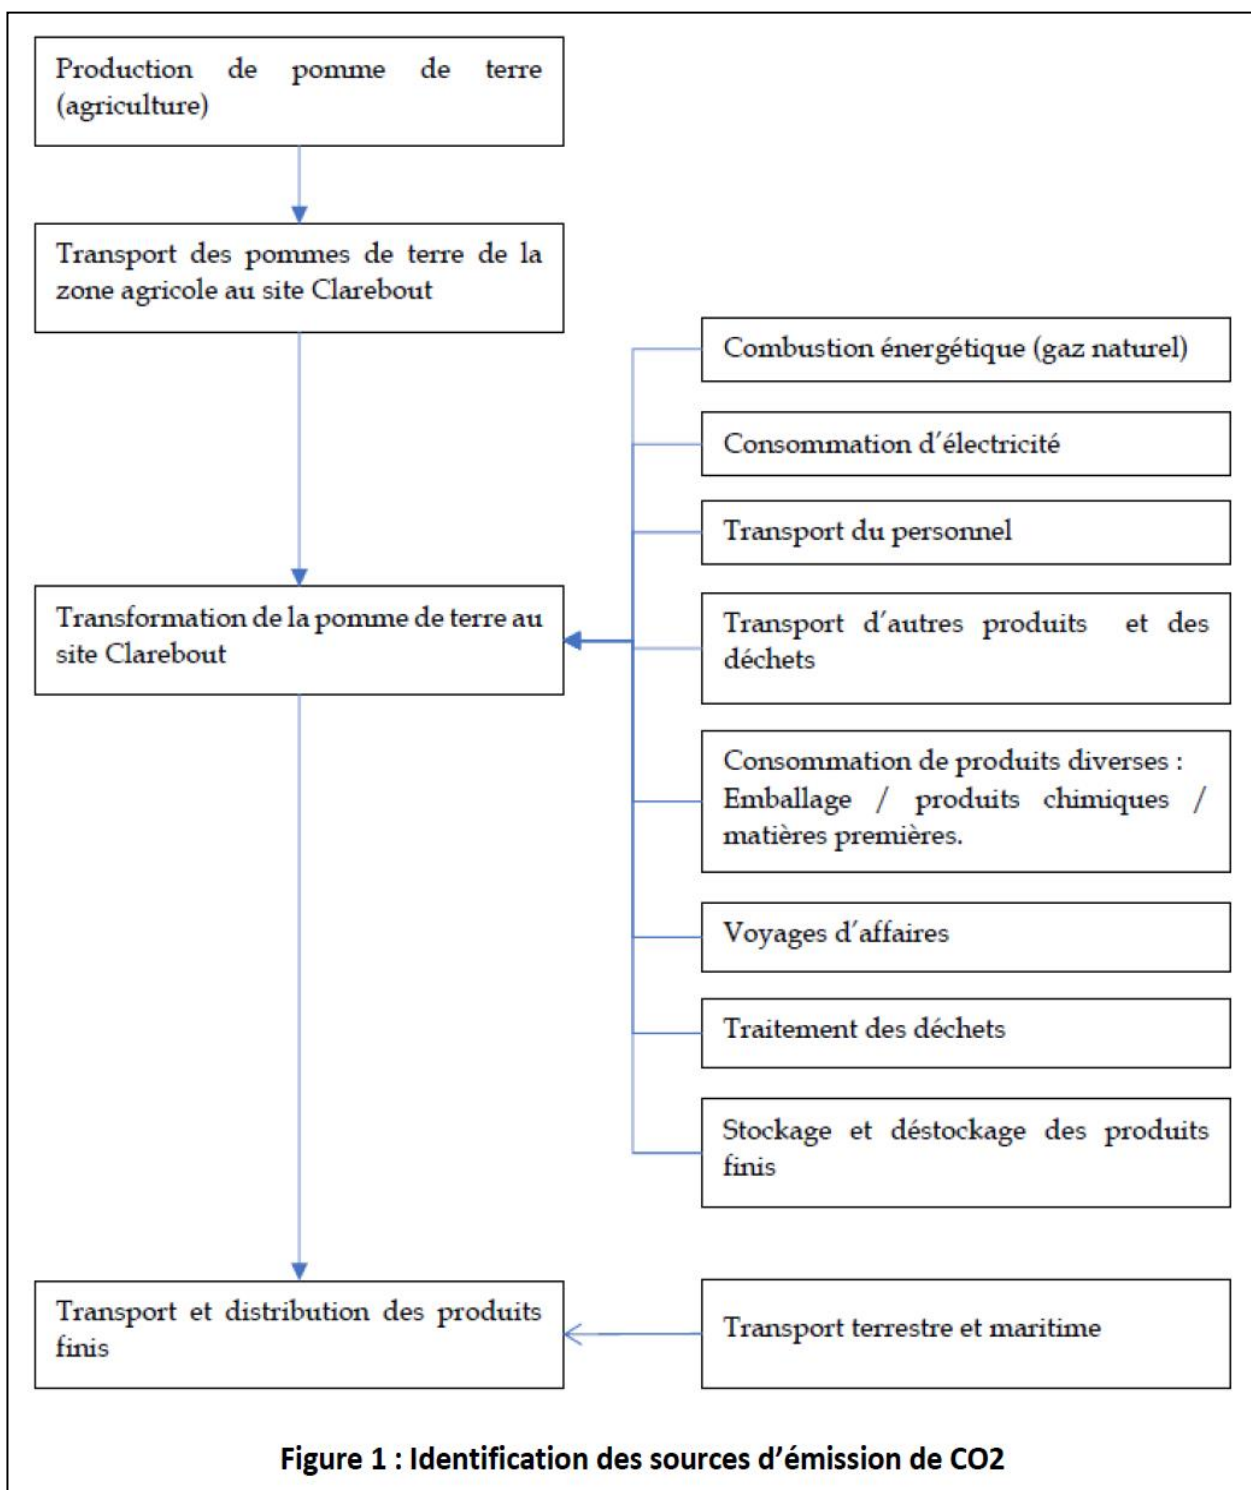 Production de pomme de terre
(agriculture)
Transport des pommes de terre de la
zone agricole au site Clarebout
Combustion énergétique (gaz naturel)
Consommation d’électricité
Transport du personnel
Transformation de la pomme de terre au
site Clarebout
Transport d’autres produits et des
déchets
Consommation de produits diverses :
Emballage / produits chimiques /
matières premières.
Voyages d’affaires
Traitement des déchets
Stockage et déstockage des produits
finis
Transport et distribution des produits
finis
Transport terrestre et maritime
Figure 1 : Identification des sources d’émission de CO2